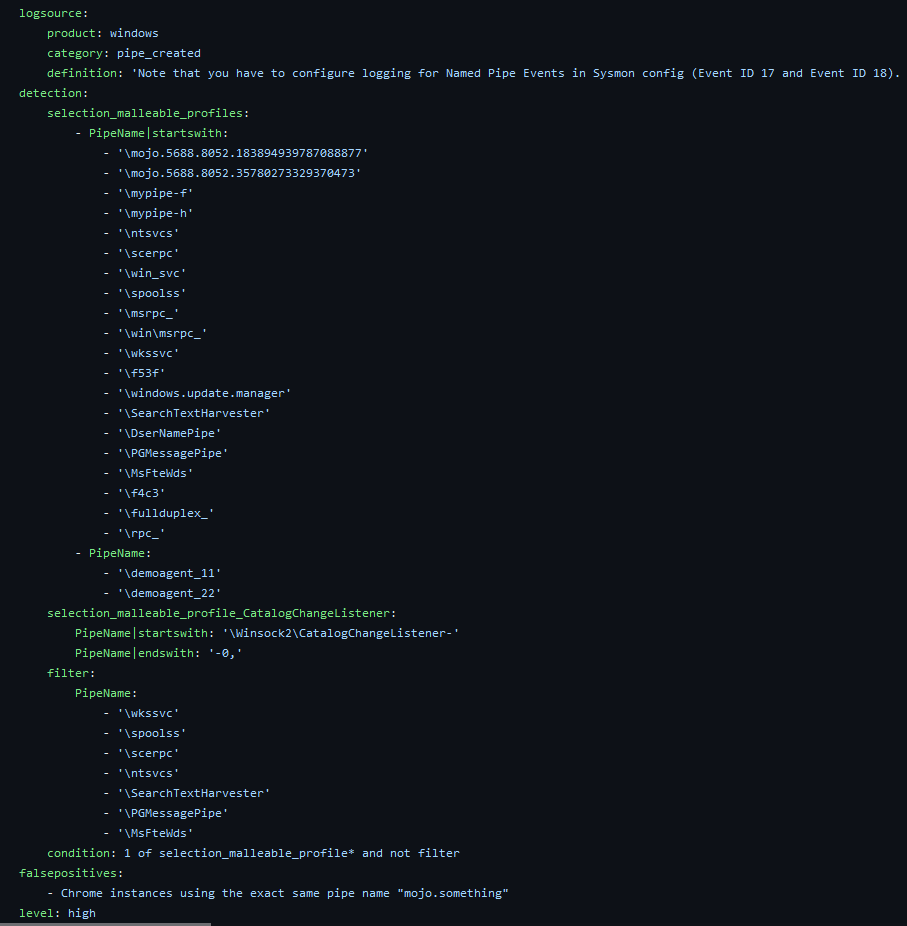 logsource:
    product: windows
    category: pipe_created
    definition: 'Note that you have to configure logging for Named Pipe Events in Sysmon config (Event ID 17 and Event ID 18).
detection:
    selection_malleable_profiles:
        - PipeName|startswith:
            - '\mojo.5688.8052.183894939787088877'
            - '\mojo.5688.8052.35780273329370473'
            - '\mypipe-f'
            - '\mypipe-h'
            - '\ntsvcs'
            - '\scerpc'
            - '\win_svc'
            - '\spoolss'
            - '\msrpc_'
            - '\win\msrpc_'
            - '\wkssvc'
            - '\f53f'
            - '\windows.update.manager'
            - '\SearchTextHarvester'
            - '\DserNamePipe'
            - '\PGMessagePipe'
            - '\MsFteWds'
            - '\f4c3'
            - '\fullduplex_'
            - '\rpc_'
        - PipeName:
            - '\demoagent_11'
            - '\demoagent_22'
    selection_malleable_profile_CatalogChangeListener:
        PipeName|startswith: '\Winsock2\CatalogChangeListener-'
        PipeName|endswith: '-0,'
    filter:
        PipeName:
            - '\wkssvc'
            - '\spoolss'
            - '\scerpc'
            - '\ntsvcs'
            - '\SearchTextHarvester'
            - '\PGMessagePipe'
            - '\MsFteWds'
    condition: 1 of selection_malleable_profile* and not filter
falsepositives:
    - Chrome instances using the exact same pipe name "mojo.something"
level: high